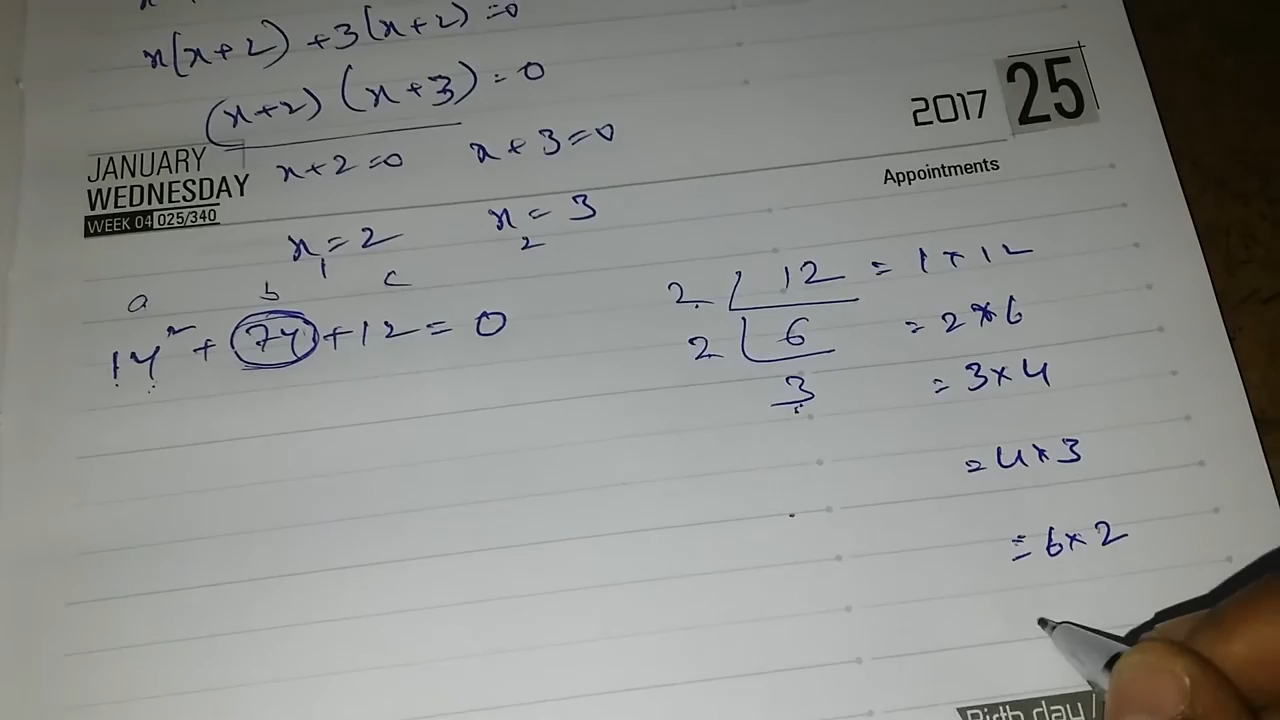 x(x+2) +3(x+2) =0
(x+2) (x+3) = 0
2017 25
JANUARY
WEDNESDAY
WEEK 04 025/340
x+2=0 x+3=0
Appointments
x₁ = 2 x₂ = 3
a b c
1y² + 7y + 12 = 0
2 12 = 1 × 12
2 6 = 2 × 6
3 = 3 × 4
= 4 × 3
= 6 × 2
Birth day